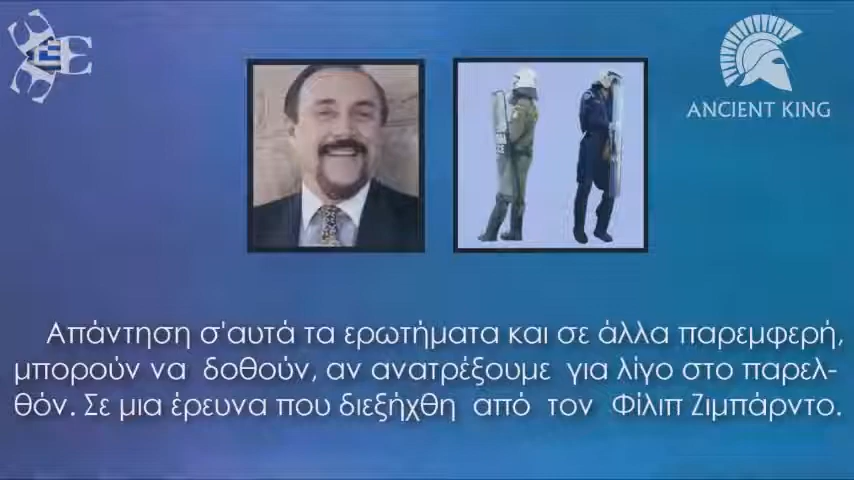 ANCIENT KING
Απάντηση σ'αυτά τα ερωτήματα και σε άλλα παρεμφερή,
μπορούν να δοθούν, αν ανατρέξουμε για λίγο στο παρελ-
θόν. Σε μια έρευνα που διεξήχθη από τον Φίλιπ Ζιμπάρντο.